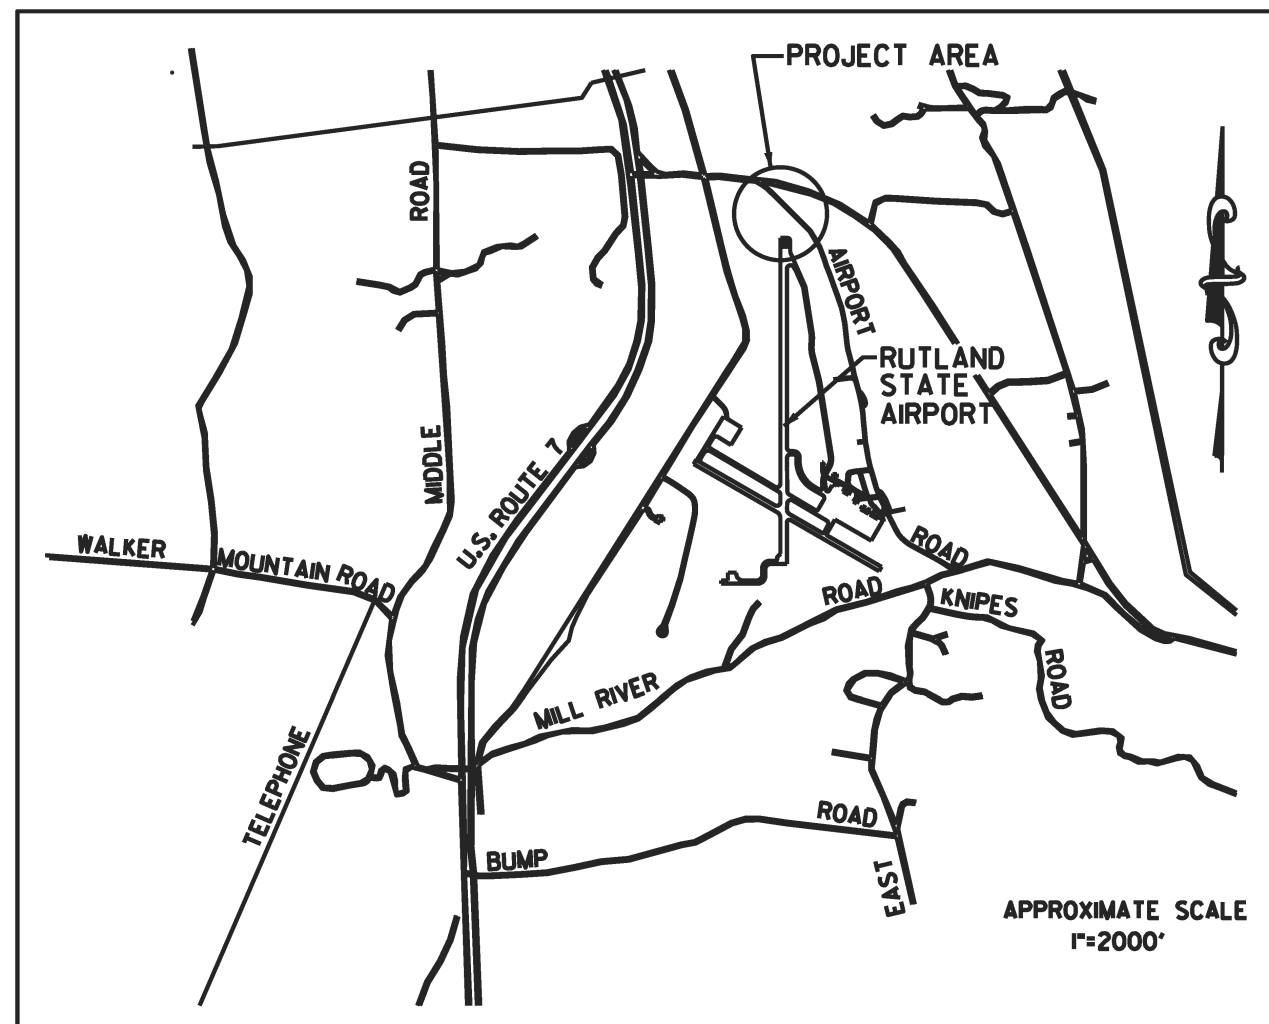 PROJECT AREA
ROAD
AIRPORT
RUTLAND
STATE
AIRPORT
MIDDLE
U.S. ROUTE 7
WALKER
MOUNTAIN ROAD
ROAD
ROAD
KNIPES
ROAD
MILL RIVER
TELEPHONE
ROAD
BUMP
EAST
APPROXIMATE SCALE
1"=2000'